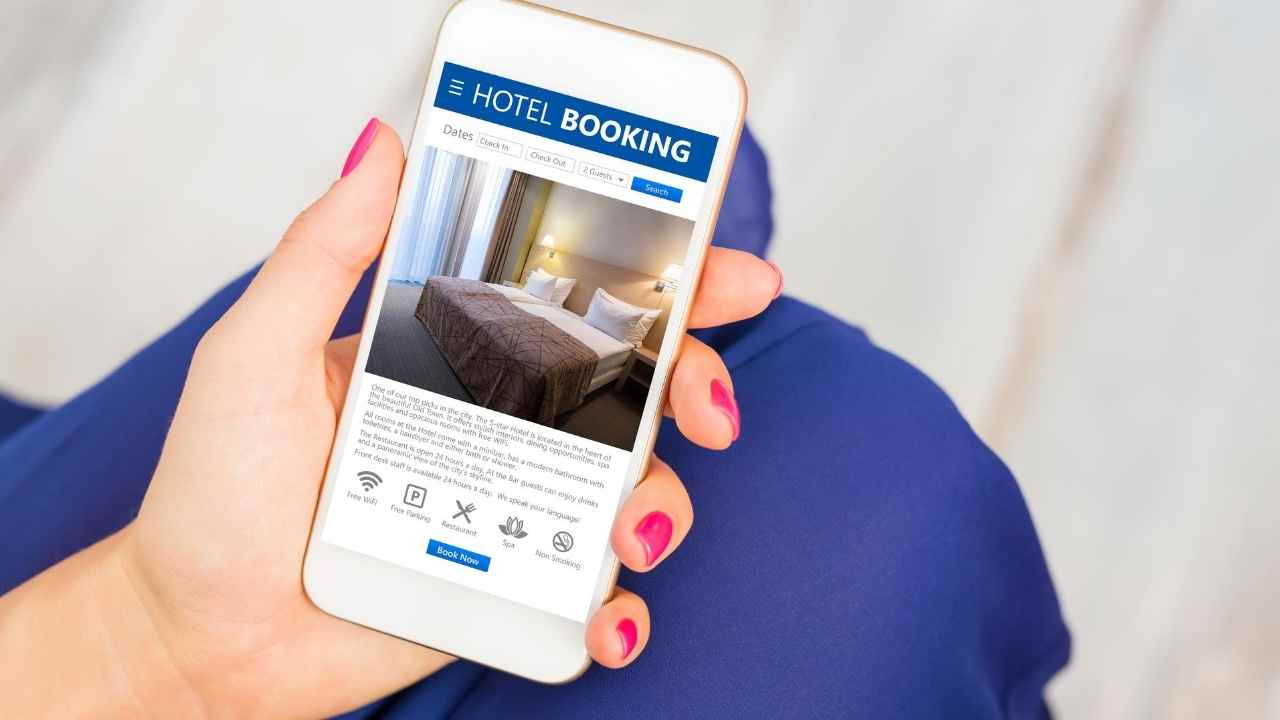 HOTEL BOOKING
Dates Check In Check Out 2 Guests Search
One of our top picks in the city. The 5-star Hotel is located in the heart of
the beautiful Old Town. It offers stylish interiors, dining opportunities, spa
facilities and spacious rooms with free WiFi.
All rooms at the Hotel come with a minibar, has a modern bathroom with
toiletries, a hairdryer and either bath or shower.
The Restaurant is open 24 hours a day. At the Bar guests can enjoy drinks
and a panoramic view of the city's skyline.
Front desk staff is available 24 hours a day. We speak your language!
P
Free WiFi Free Parking Restaurant Spa Non Smoking
Book Now